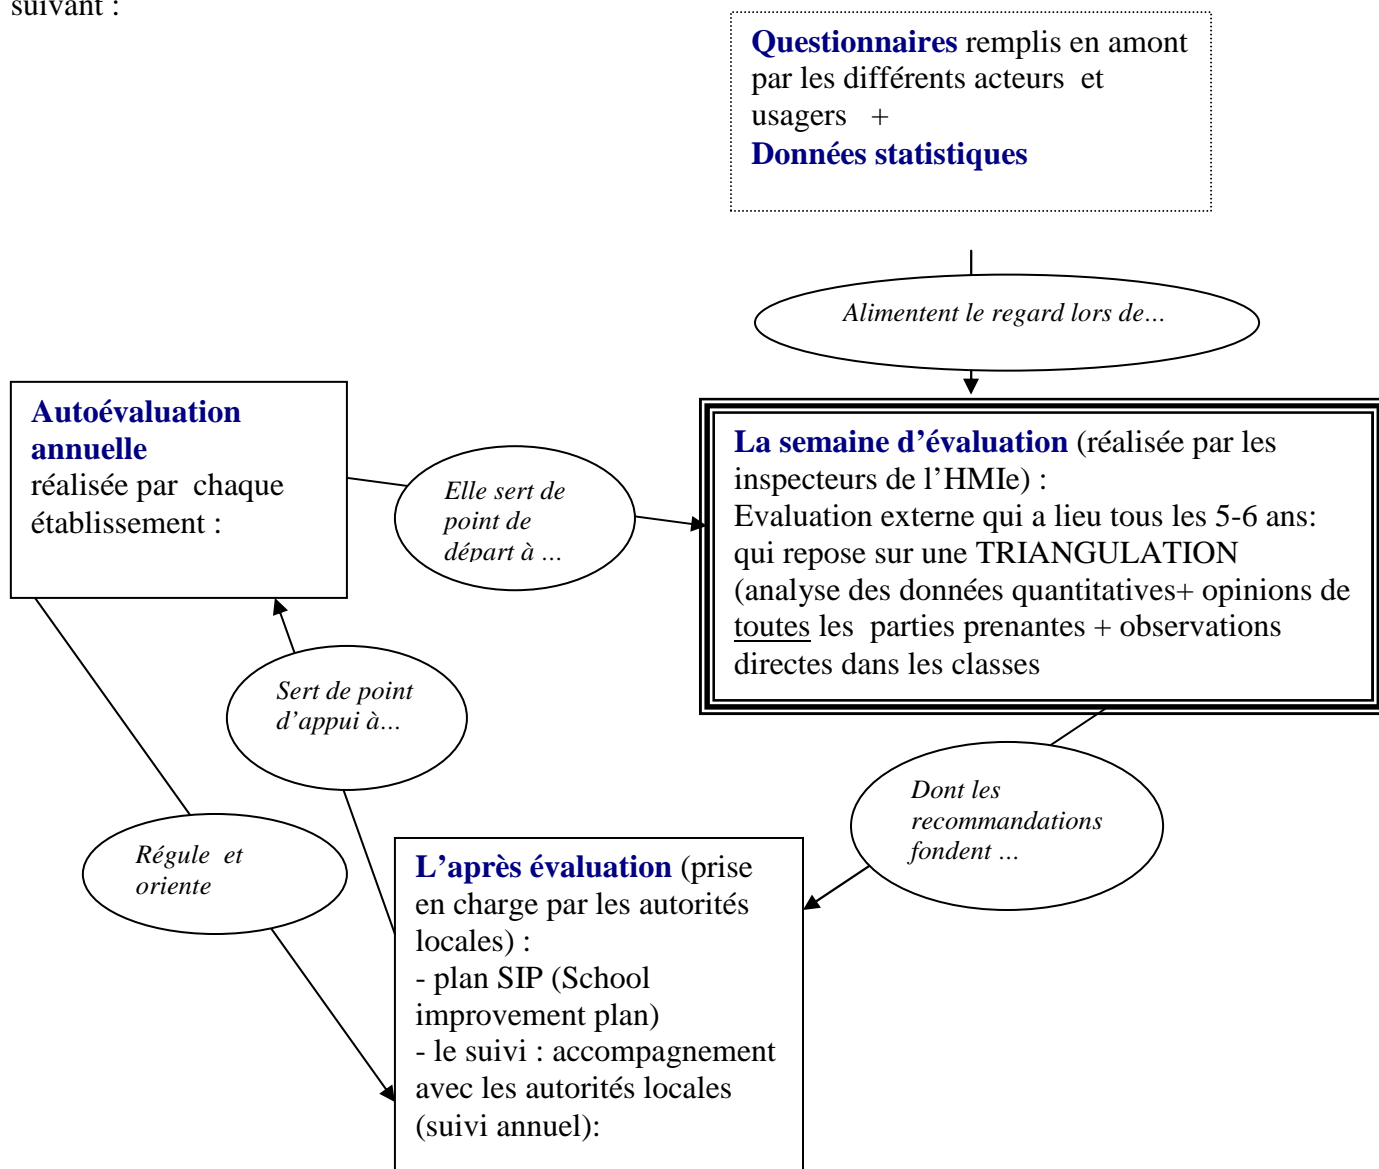 suivant :
Questionnaires remplis en amont
par les différents acteurs et
usagers +
Données statistiques
Alimentent le regard lors de...
Autoévaluation
annuelle
réalisée par chaque
établissement :
Elle sert de
point de
départ à ...
La semaine d'évaluation (réalisée par les
inspecteurs de l'HMIe) :
Evaluation externe qui a lieu tous les 5-6 ans:
qui repose sur une TRIANGULATION
(analyse des données quantitatives+ opinions de
toutes les parties prenantes + observations
directes dans les classes
Sert de point
d'appui à...
Dont les
recommandations
fondent ...
Régule et
oriente
L'après évaluation (prise
en charge par les autorités
locales) :
- plan SIP (School
improvement plan)
- le suivi : accompagnement
avec les autorités locales
(suivi annuel):